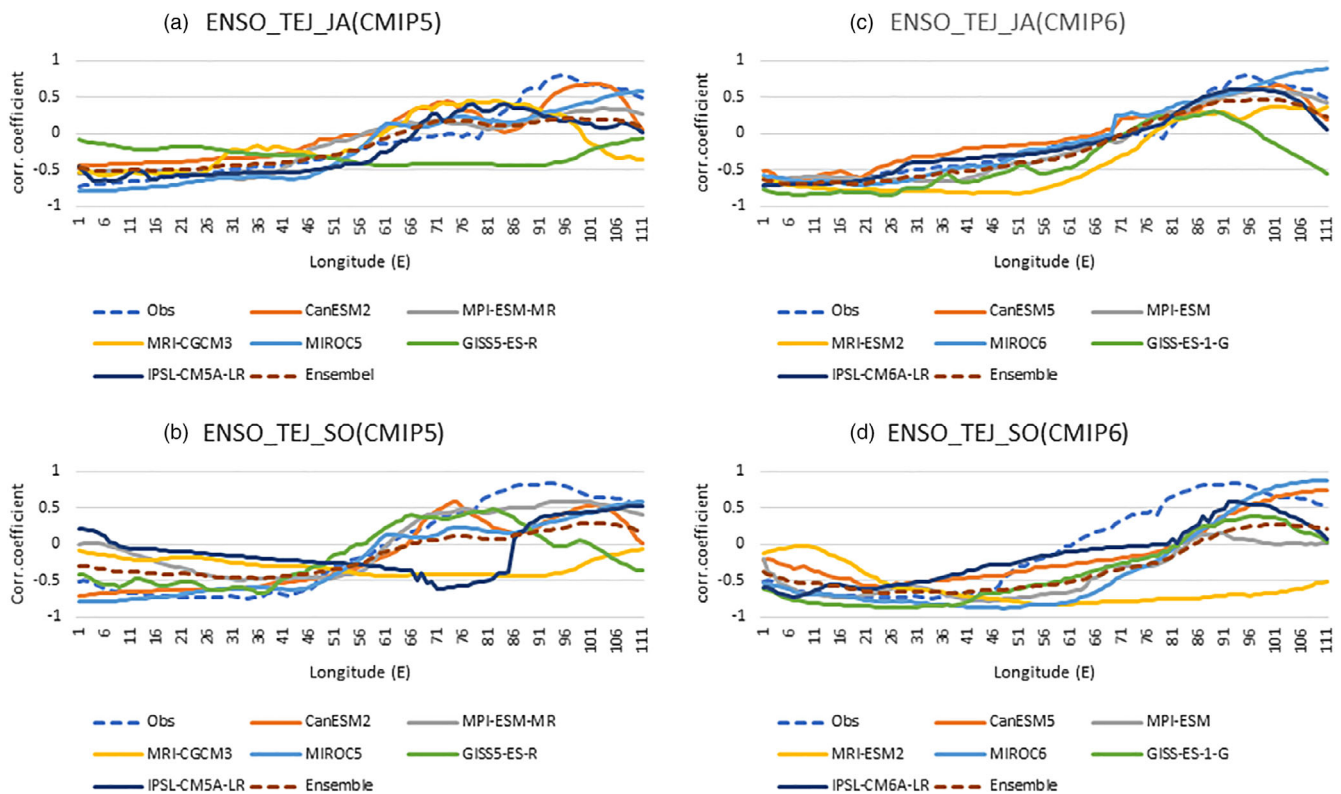 (a) ENSO_TEJ_JA(CMIP5)
corr.coefficient
1
0.5
0
-0.5
-1
1 6 11 16 21 26 31 36 41 46 51 56 61 66 71 76 81 86 91 96 101 106 111
Longitude (E)
Obs CanESM2 MPI-ESM-MR
MRI-CGCM3 MIROC5 GISS5-ES-R
IPSL-CM5A-LR Ensembel
(c) ENSO_TEJ_JA(CMIP6)
corr.coefficient
1
0.5
0
-0.5
-1
1 6 11 16 21 26 31 36 41 46 51 56 61 66 71 76 81 86 91 96 101 106 111
Longitude (E)
Obs CanESM5 MPI-ESM
MRI-ESM2 MIROC6 GISS-ES-1-G
IPSL-CM6A-LR Ensemble
(b) ENSO_TEJ_SO(CMIP5)
corr.coefficient
1
0.5
0
-0.5
-1
1 6 11 16 21 26 31 36 41 46 51 56 61 66 71 76 81 86 91 96 101 106 111
Longitude (E)
Obs CanESM2 MPI-ESM-MR
MRI-CGCM3 MIROC5 GISS5-ES-R
IPSL-CM5A-LR Ensemble
(d) ENSO_TEJ_SO(CMIP6)
corr.coefficient
1
0.5
0
-0.5
-1
1 6 11 16 21 26 31 36 41 46 51 56 61 66 71 76 81 86 91 96 101 106 111
Longitude (E)
Obs CanESM5 MPI-ESM
MRI-ESM2 MIROC6 GISS-ES-1-G
IPSL-CM6A-LR Ensemble